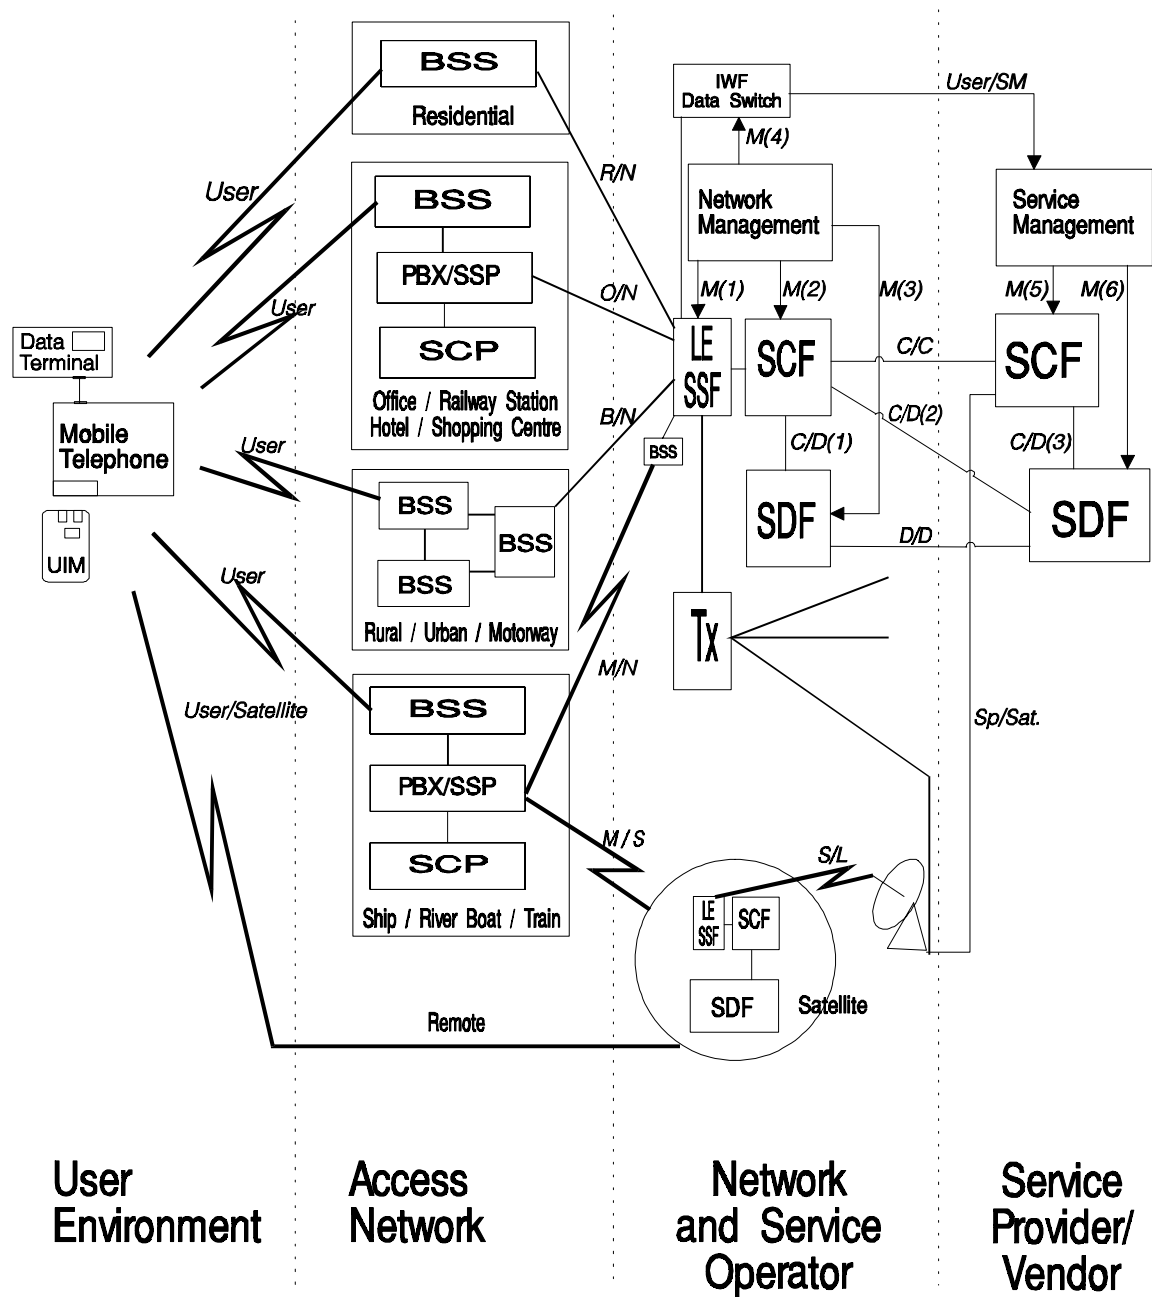 BSS
Residential
IWF
Data Switch
User/SM
M(4)
User
R/N
BSS
Network
Management
Service
Management
PBX/SSP
O/N
M(1)
M(2)
M(3)
M(5)
M(6)
User
Data
Terminal
SCP
LE
SSF
SCF
C/C
SCF
Office / Railway Station
Hotel / Shopping Centre
B/N
C/D(2)
Mobile
Telephone
User
BSS
C/D(1)
C/D(3)
BSS
BSS
SDF
SDF
D/D
UIM
User
BSS
Rural / Urban / Motorway
Tx
M/N
User/Satellite
BSS
Sp/Sat.
PBX/SSP
M / S
SCP
S/L
Ship / River Boat / Train
LE
SSF
SCF
SDF
Satellite
Remote
User
Environment
Access
Network
Network
and Service
Operator
Service
Provider/
Vendor